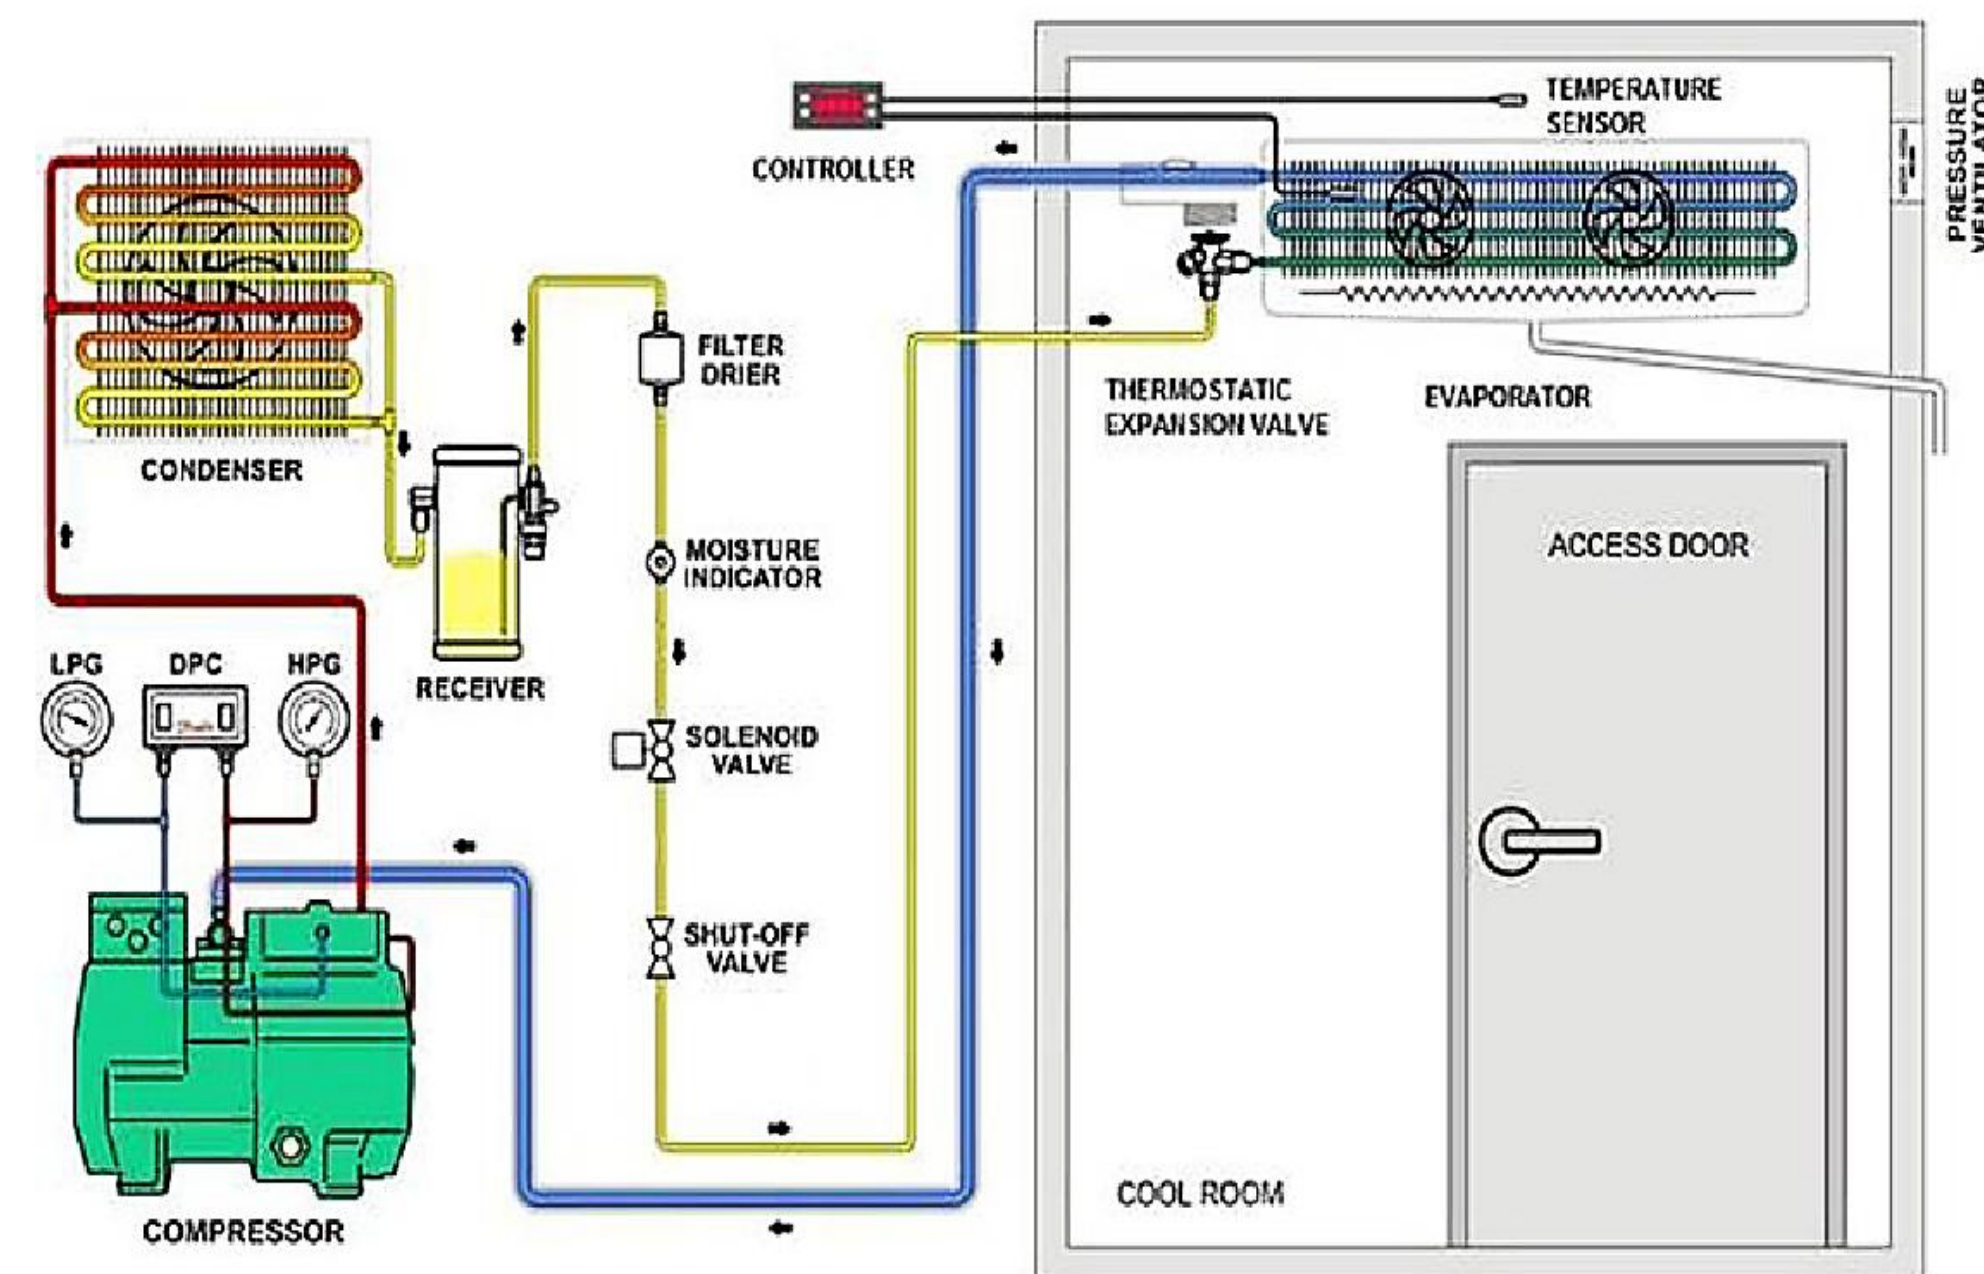 TEMPERATURE
SENSOR
CONTROLLER
PRESSURE
VENTILATOR
FILTER
DRIER
THERMOSTATIC
EXPANSION VALVE
EVAPORATOR
CONDENSER
ACCESS DOOR
MOISTURE
INDICATOR
LPG
DPC
HPG
RECEIVER
SOLENOID
VALVE
SHUT-OFF
VALVE
COOL ROOM
COMPRESSOR